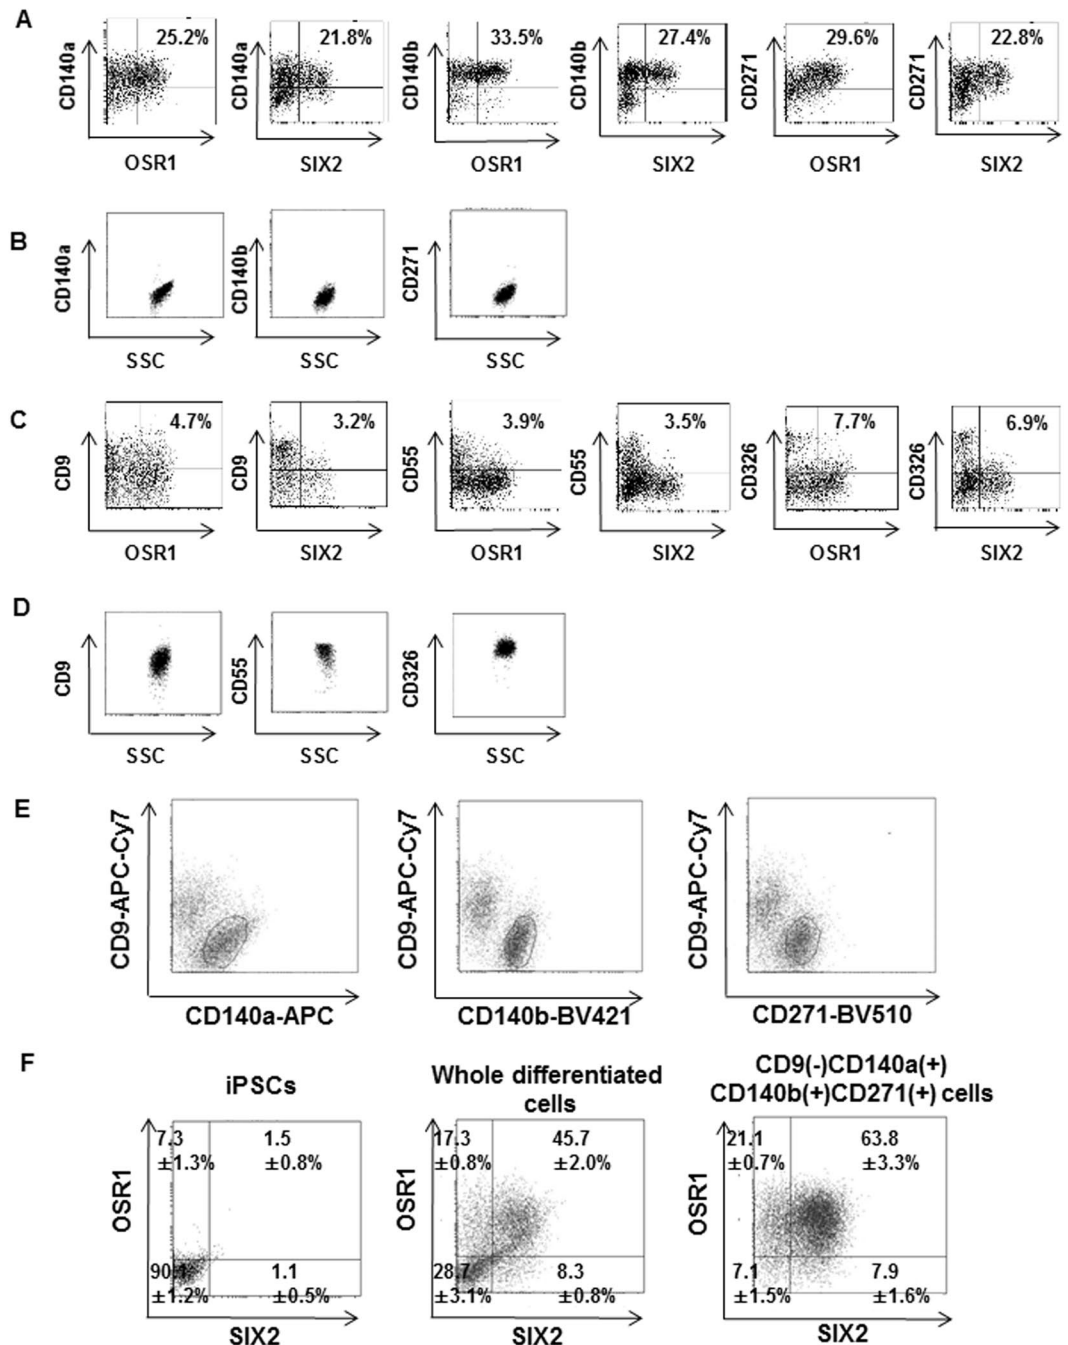 A
25.2%
21.8%
33.5%
27.4%
29.6%
22.8%
CD140a
CD140a
CD140b
CD140b
CD271
CD271
OSR1
SIX2
OSR1
SIX2
OSR1
SIX2
B
CD140a
CD140b
CD271
SSC
SSC
SSC
C
4.7%
3.2%
3.9%
3.5%
7.7%
6.9%
CD9
CD9
CD55
CD55
CD326
CD326
OSR1
SIX2
OSR1
SIX2
OSR1
SIX2
D
CD9
CD55
CD326
SSC
SSC
SSC
E
CD9-APC-Cy7
CD9-APC-Cy7
CD9-APC-Cy7
CD140a-APC
CD140b-BV421
CD271-BV510
F
iPSCs
Whole differentiated
cells
CD9(-)CD140a(+)
CD140b(+)CD271(+) cells
7.3
±1.3%
1.5
±0.8%
17.3
±0.8%
45.7
±2.0%
21.1
±0.7%
63.8
±3.3%
OSR1
OSR1
OSR1
±1.2%
1.1
±0.5%
28.7
±3.1%
8.3
±0.8%
7.1
±1.5%
7.9
±1.6%
SIX2
SIX2
SIX2